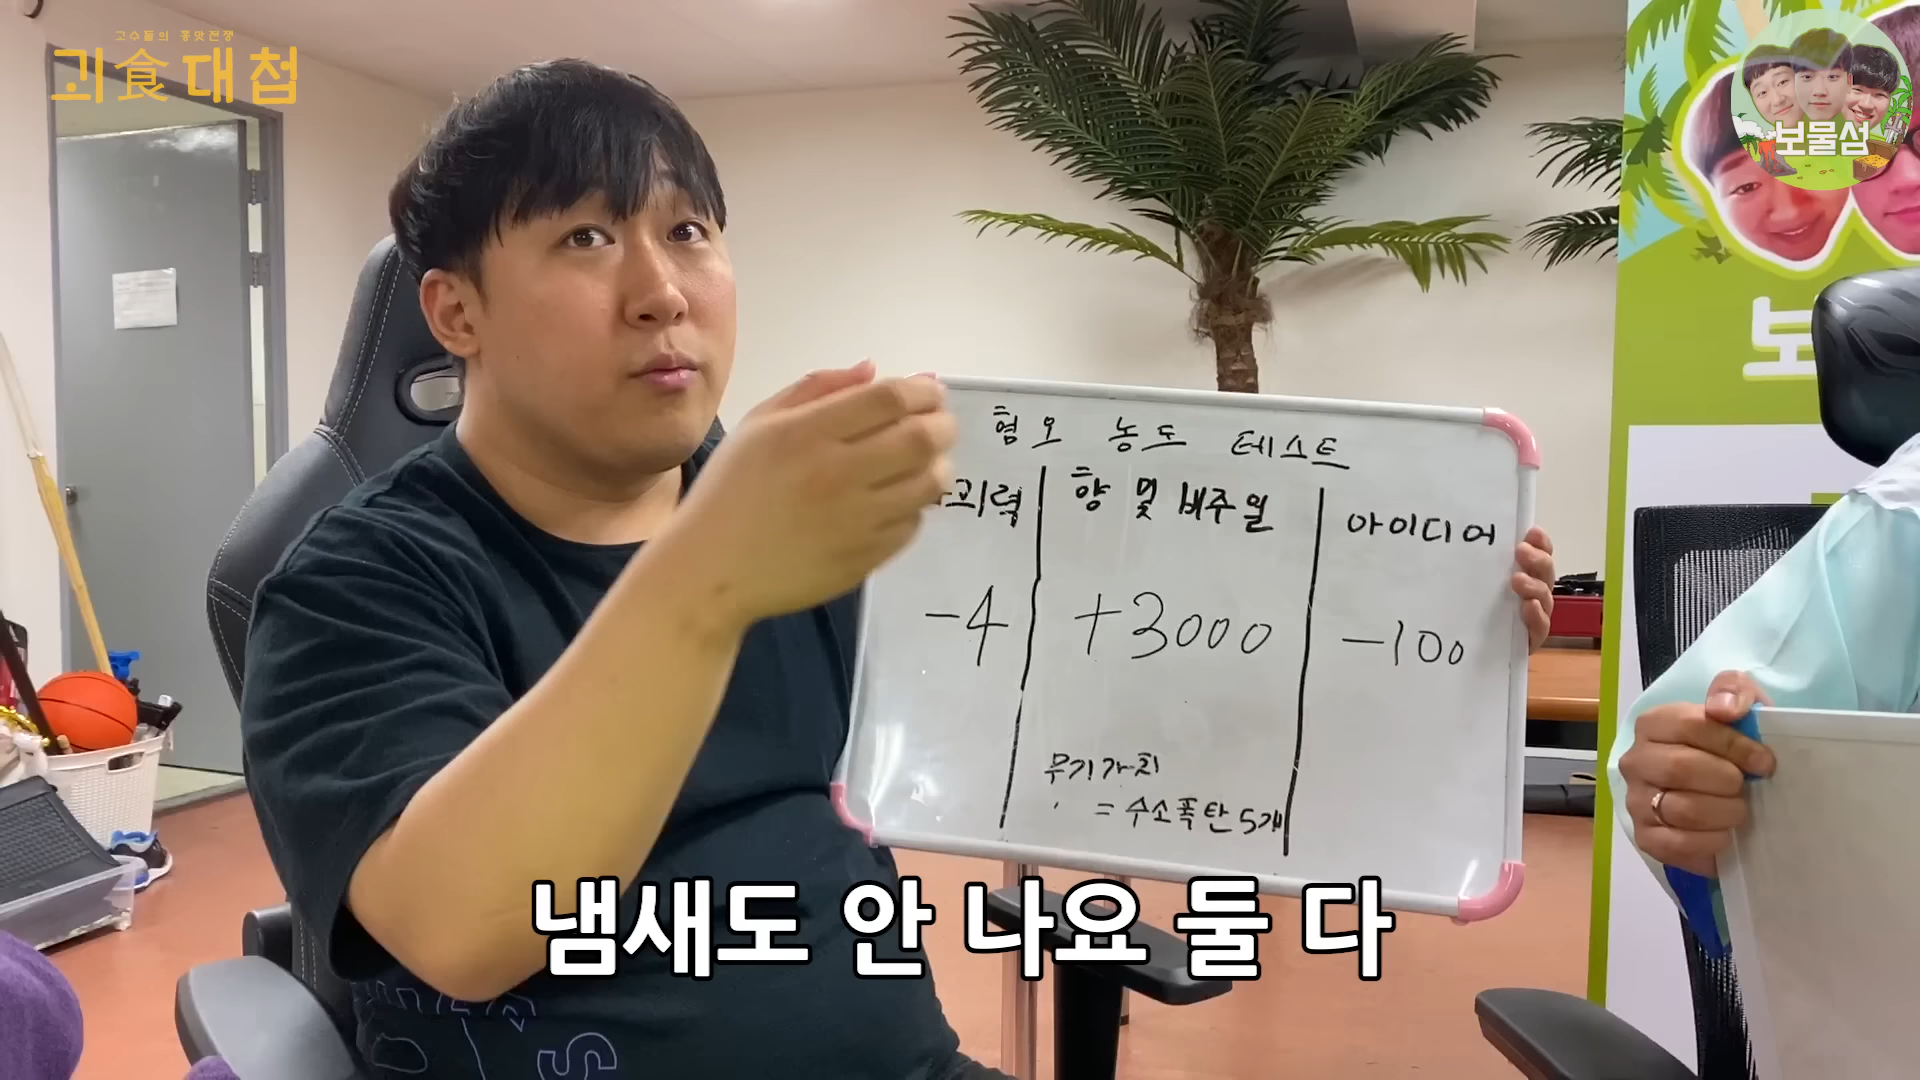 고수들의 종맛전쟁
괴食대첩
보물섬
보
혐오 농도 테스트
괴력 향 및 비주얼 아이디어
-4 +3000 -100
무기가치
= 수소폭탄 5개
냄새도 안 나요 둘 다